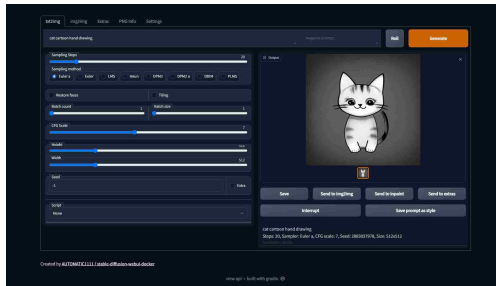 txt2img img2img Extras PNG Info Settings
cat cartoon hand drawing
Negative prompt
Roll
Generate
Sampling Steps
20
Sampling method
Euler a Euler LMS Heun DPM2 DPM2 a DDIM PLMS
Restore faces
Tiling
Batch count
1
Batch size
1
CFG Scale
7
Height
Width
512
Seed
-1
Extra
Script
None
Output
Save
Send to img2img
Send to inpaint
Send to extras
Interrupt
Save prompt as style
cat cartoon hand drawing
Steps: 20, Sampler: Euler a, CFG scale: 7, Seed: 2883027978, Size: 512x512
Created by AUTOMATIC1111 / stable-diffusion-webui-docker
view api • built with gradio